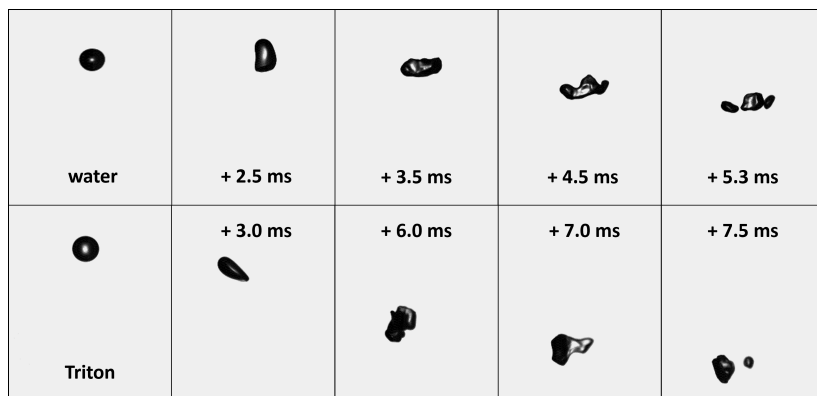 water
+ 2.5 ms
+ 3.5 ms
+ 4.5 ms
+ 5.3 ms
+ 3.0 ms
+ 6.0 ms
+ 7.0 ms
+ 7.5 ms
Triton